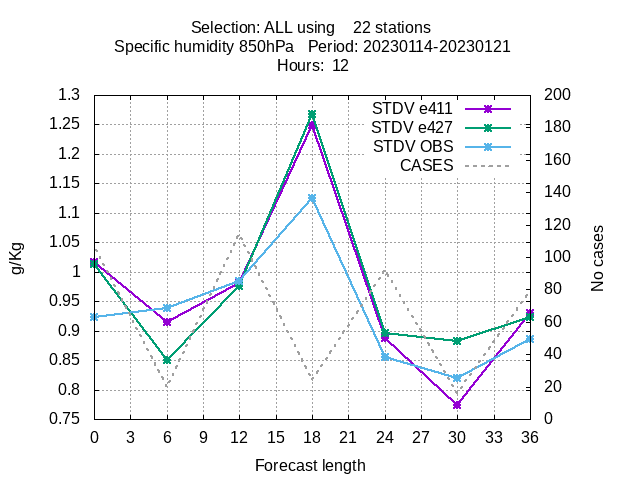 Selection: ALL using    22 stations
Specific humidity 850hPa   Period: 20230114-20230121
Hours:  12
STDV e411
STDV e427
STDV OBS
CASES
g/Kg
1.3
1.25
1.2
1.15
1.1
1.05
1
0.95
0.9
0.85
0.8
0.75
200
180
160
140
120
100
80
60
40
20
0
No cases
0 3 6 9 12 15 18 21 24 27 30 33 36
Forecast length